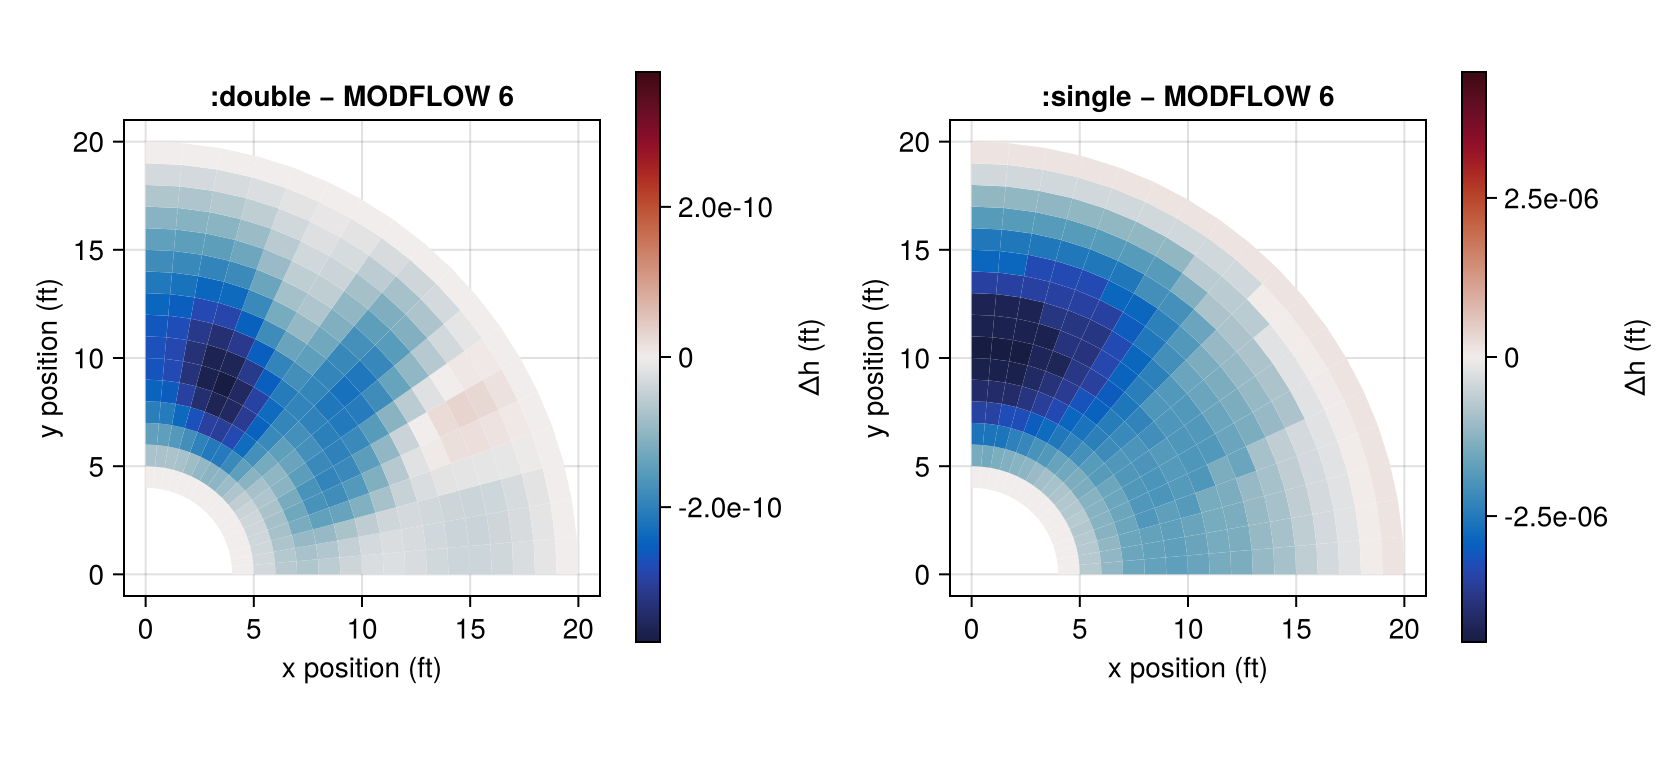 :double – MODFLOW 6
20
15
10
5
0
y position (ft)
0
5
10
15
20
x position (ft)
2.0e-10
0
-2.0e-10
Δh (ft)
:single – MODFLOW 6
20
15
10
5
0
y position (ft)
0
5
10
15
20
x position (ft)
2.5e-06
0
-2.5e-06
Δh (ft)